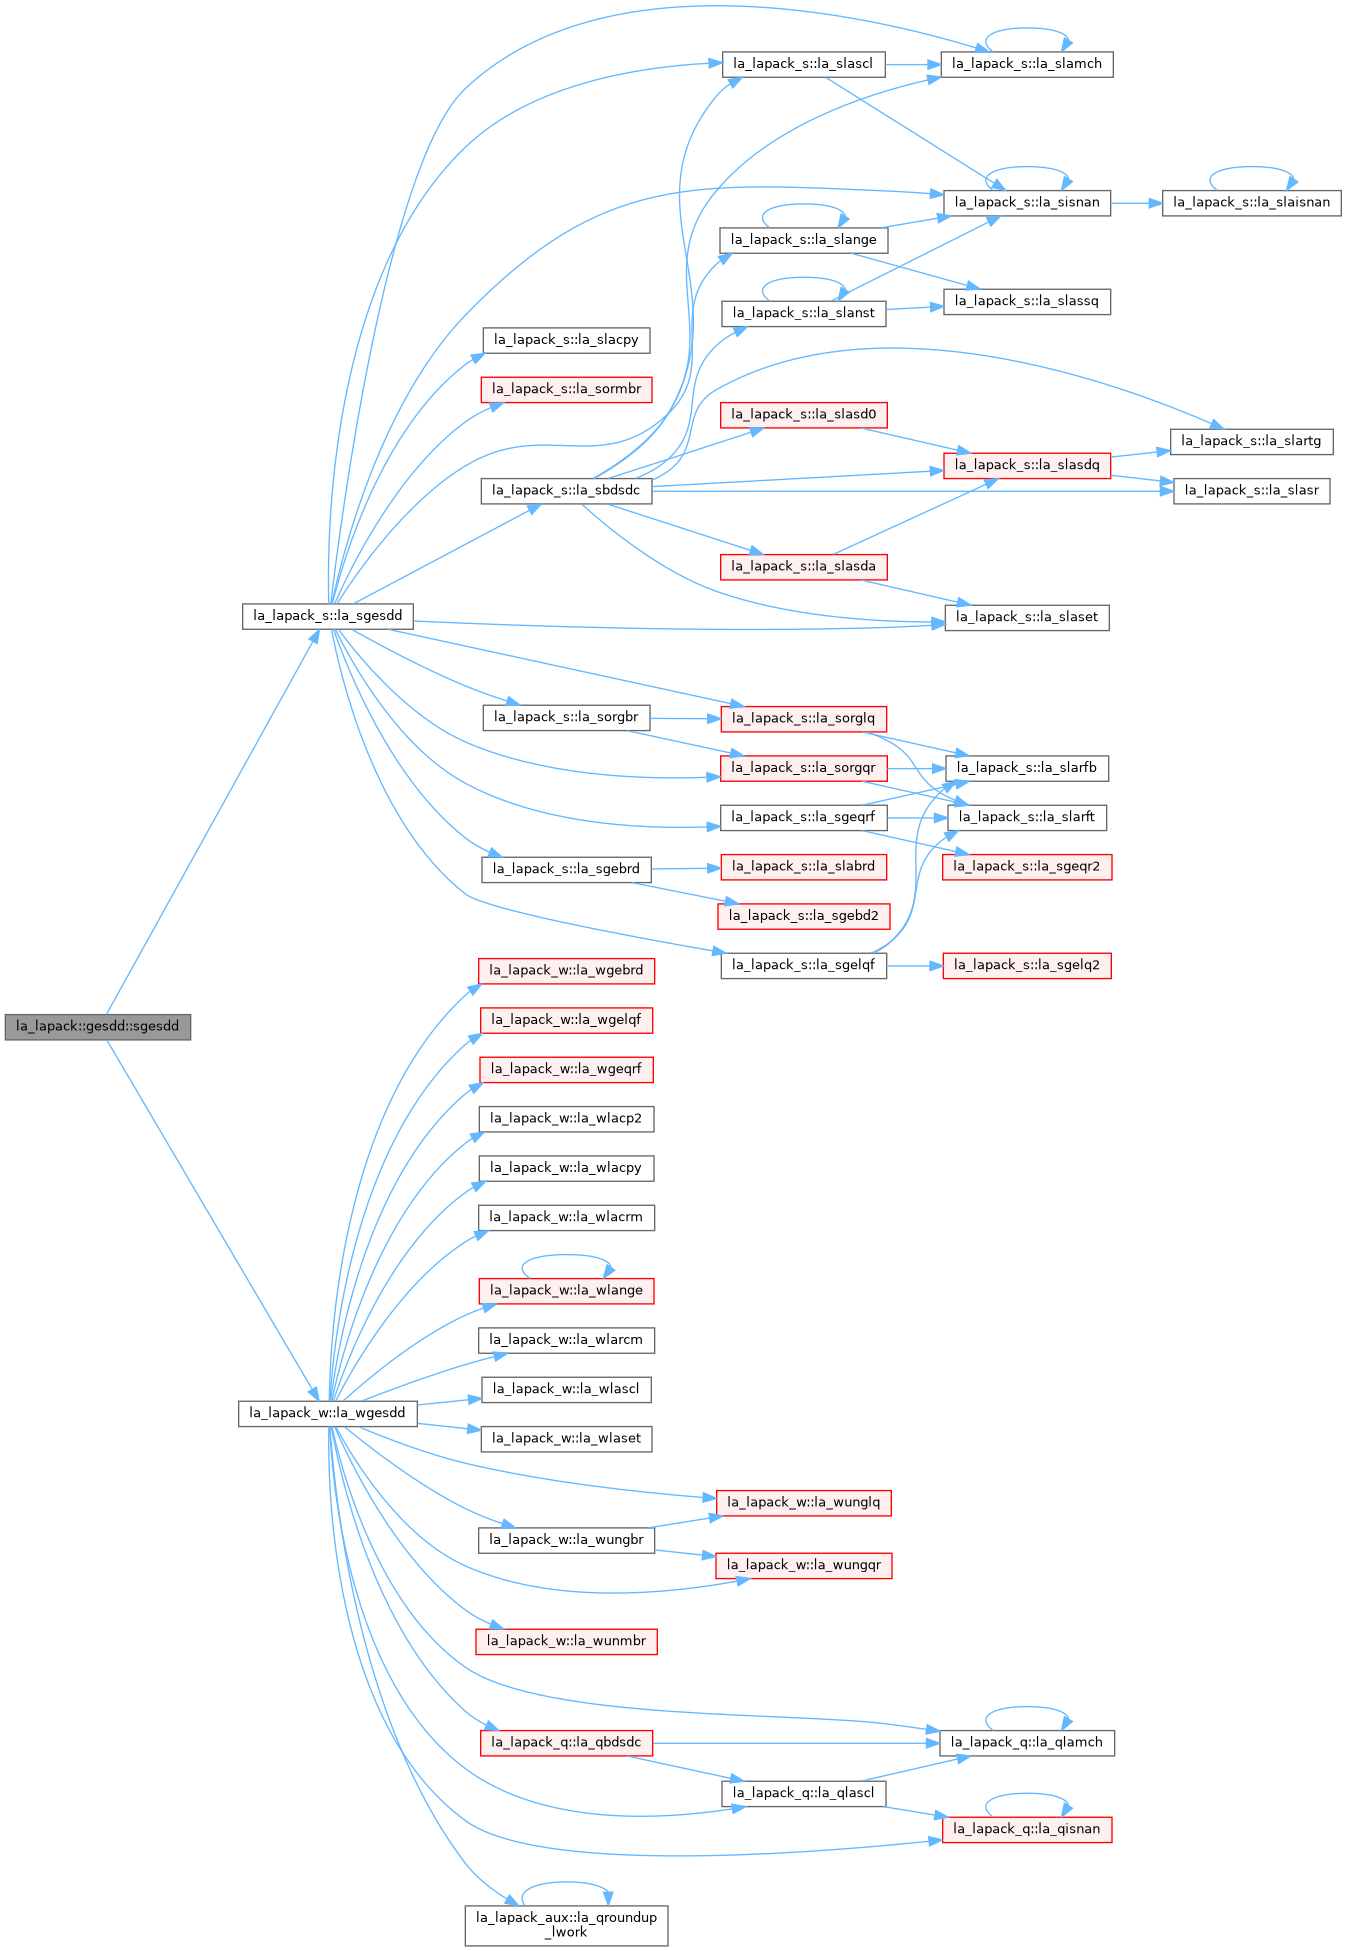 la_lapack_s::la_slascl
la_lapack_s::la_slamch
la_lapack_s::la_sisnan
la_lapack_s::la_slaisnan
la_lapack_s::la_slange
la_lapack_s::la_slassq
la_lapack_s::la_slanst
la_lapack_s::la_slacpy
la_lapack_s::la_sormbr
la_lapack_s::la_slasd0
la_lapack_s::la_slartg
la_lapack_s::la_slasdq
la_lapack_s::la_sbdsdc
la_lapack_s::la_slasr
la_lapack_s::la_slasda
la_lapack_s::la_sgesdd
la_lapack_s::la_slaset
la_lapack_s::la_sorgbr
la_lapack_s::la_sorglq
la_lapack_s::la_sorgqr
la_lapack_s::la_slarfb
la_lapack_s::la_sgeqrf
la_lapack_s::la_slarft
la_lapack_s::la_sgebrd
la_lapack_s::la_slabrd
la_lapack_s::la_sgeqr2
la_lapack_s::la_sgebd2
la_lapack_s::la_sgelqf
la_lapack_s::la_sgelq2
la_lapack_w::la_wgebrd
la_lapack::gesdd::sgesdd
la_lapack_w::la_wgelqf
la_lapack_w::la_wgeqrf
la_lapack_w::la_wlacp2
la_lapack_w::la_wlacpy
la_lapack_w::la_wlacrm
la_lapack_w::la_wlange
la_lapack_w::la_wlarcm
la_lapack_w::la_wlascl
la_lapack_w::la_wgesdd
la_lapack_w::la_wlaset
la_lapack_w::la_wunglq
la_lapack_w::la_wungbr
la_lapack_w::la_wungqr
la_lapack_w::la_wunmbr
la_lapack_q::la_qbdsdc
la_lapack_q::la_qlamch
la_lapack_q::la_qlascl
la_lapack_q::la_qisnan
la_lapack_aux::la_qroundup
_lwork